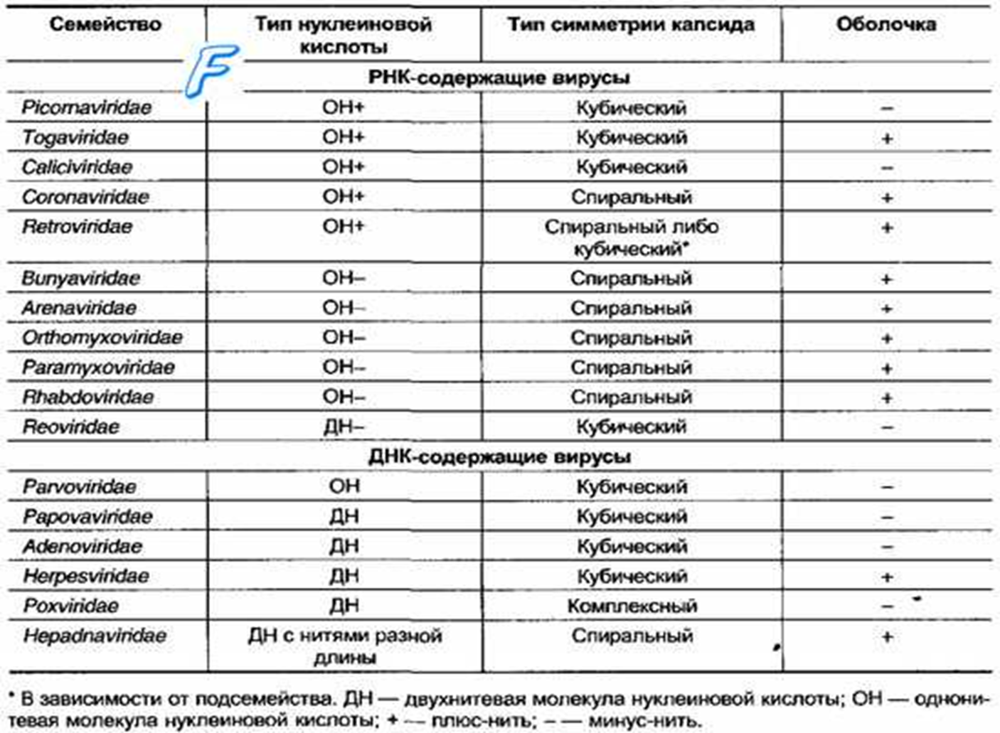 Семейство Тип нуклеиновой кислоты Тип симметрии капсида Оболочка
F
РНК-содержащие вирусы
Picornaviridae ОН+ Кубический –
Togaviridae ОН+ Кубический +
Caliciviridae ОН+ Кубический –
Coronaviridae ОН+ Спиральный +
Retroviridae ОН+ Спиральный либо кубический* +
Bunyaviridae ОН– Спиральный +
Arenaviridae ОН– Спиральный +
Orthomyxoviridae ОН– Спиральный +
Paramyxoviridae ОН– Спиральный +
Rhabdoviridae ОН– Спиральный +
Reoviridae ДН– Кубический –
ДНК-содержащие вирусы
Parvoviridae ОН Кубический –
Papovaviridae ДН Кубический –
Adenoviridae ДН Кубический –
Herpesviridae ДН Кубический +
Poxviridae ДН Комплексный –
Hepadnaviridae ДН с нитями разной длины Спиральный +
* В зависимости от подсемейства. ДН — двухнитевая молекула нуклеиновой кислоты; ОН — однони-
тевая молекула нуклеиновой кислоты; + — плюс-нить; – — минус-нить.